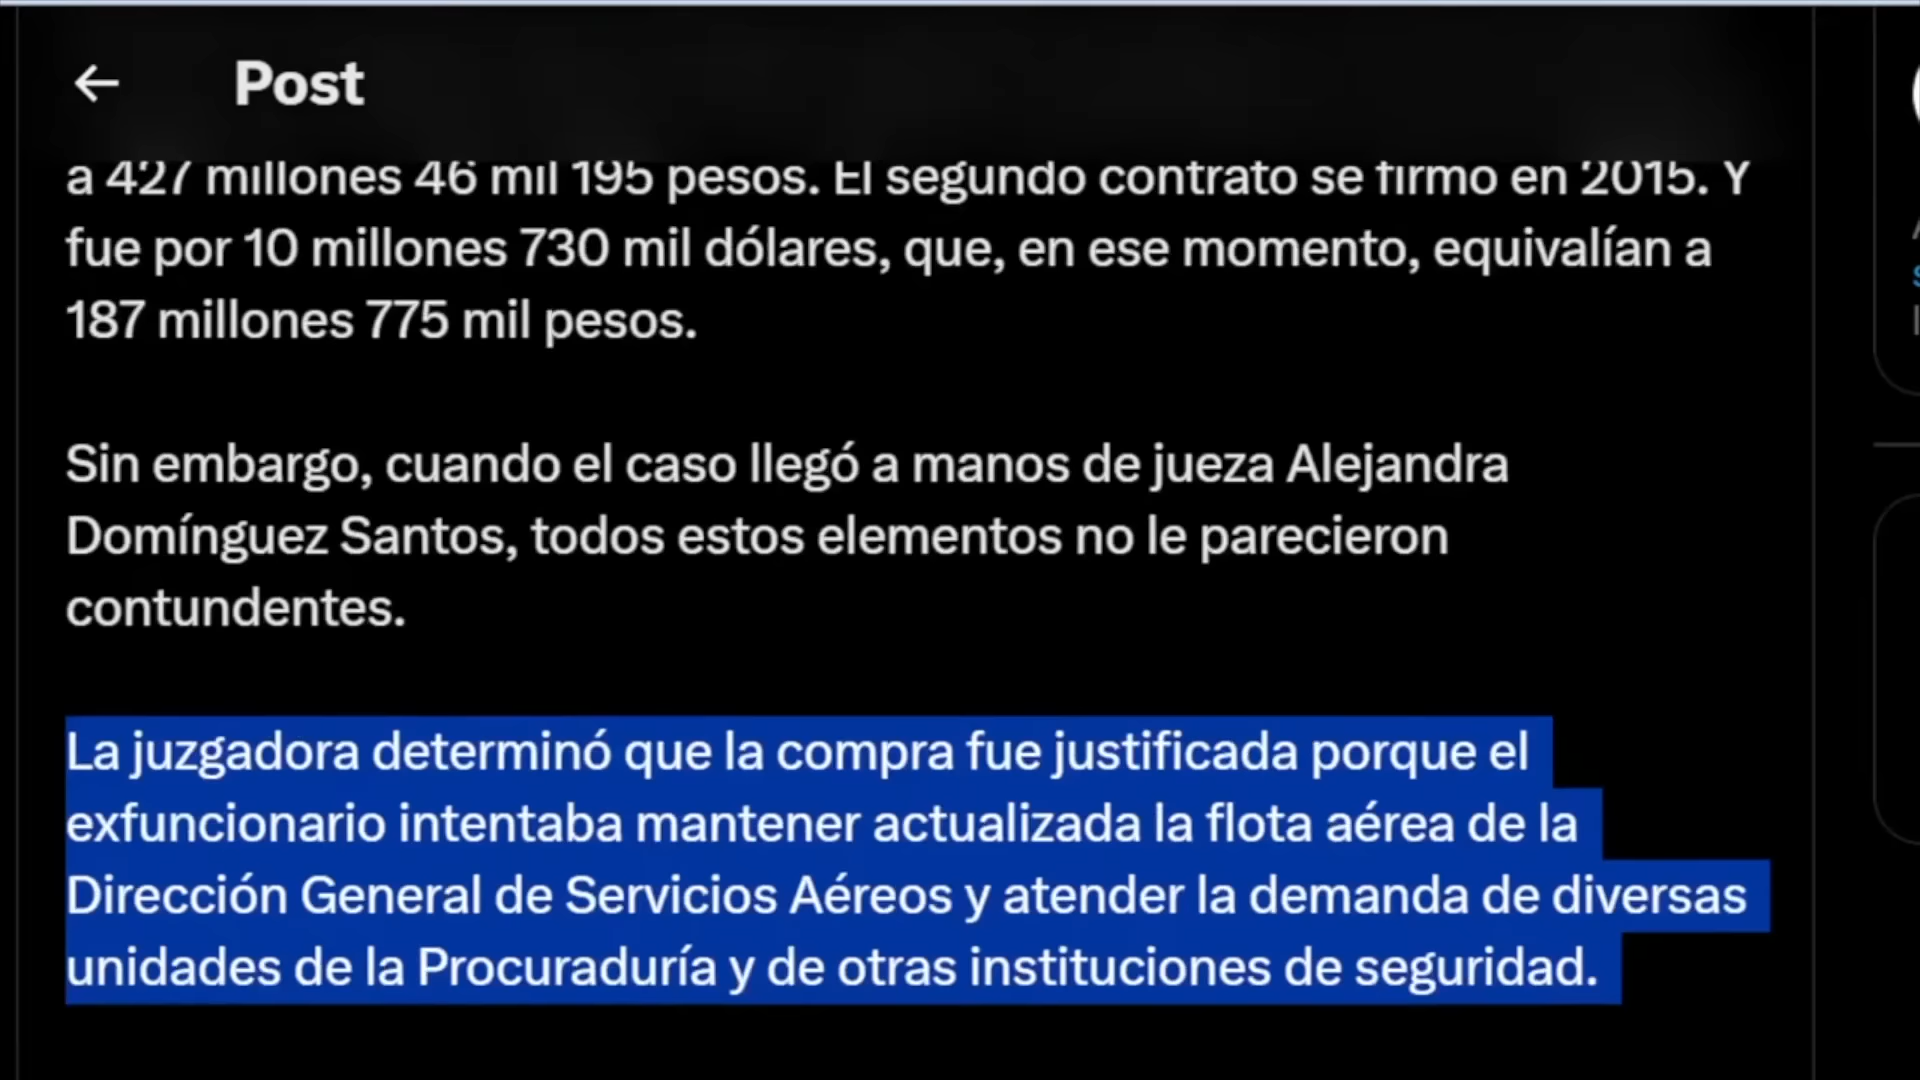 Post
a 427 millones 46 mil 195 pesos. El segundo contrato se firmo en 2015. Y
fue por 10 millones 730 mil dólares, que, en ese momento, equivalían a
187 millones 775 mil pesos.
Sin embargo, cuando el caso llegó a manos de jueza Alejandra
Domínguez Santos, todos estos elementos no le parecieron
contundentes.
La juzgadora determinó que la compra fue justificada porque el
exfuncionario intentaba mantener actualizada la flota aérea de la
Dirección General de Servicios Aéreos y atender la demanda de diversas
unidades de la Procuraduría y de otras instituciones de seguridad.